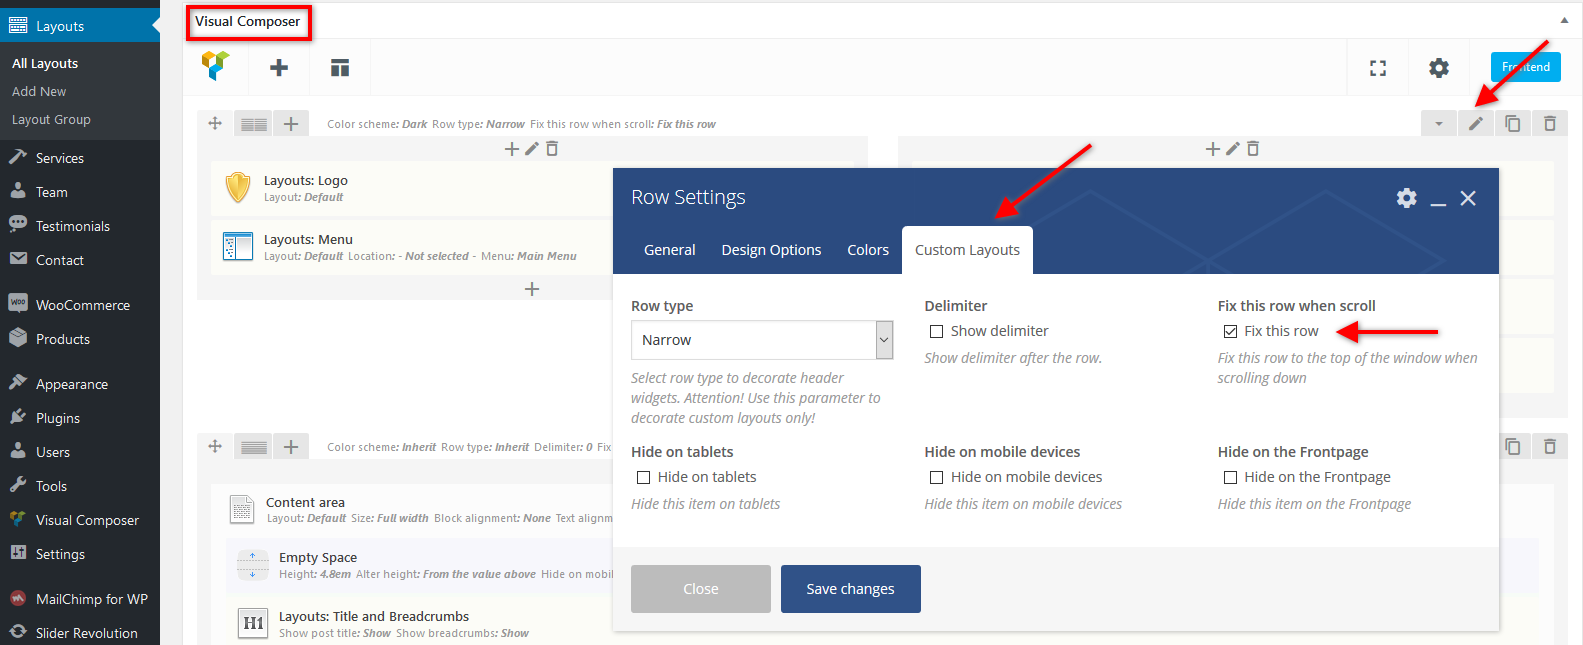 Layouts
All Layouts
Add New
Layout Group
Services
Team
Testimonials
Contact
WooCommerce
Products
Appearance
Plugins
Users
Tools
Visual Composer
Settings
MailChimp for WP
Slider Revolution
Visual Composer
Frontend
Color scheme: Dark Row type: Narrow Fix this row when scroll: Fix this row
Layouts: Logo
Layout: Default
Layouts: Menu
Layout: Default Location: - Not selected - Menu: Main Menu
Color scheme: Inherit Row type: Inherit Delimiter: 0 Fix
Content area
Layout: Default Size: Full width Block alignment: None Text alignm
Empty Space
Height: 4.8em Alter height: From the value above Hide on mobil
H1
Layouts: Title and Breadcrumbs
Show post title: Show Show breadcrumbs: Show
Row Settings
General Design Options Colors Custom Layouts
Row type
Narrow
Select row type to decorate header
widgets. Attention! Use this parameter to
decorate custom layouts only!
Delimiter
Show delimiter
Show delimiter after the row.
Fix this row when scroll
Fix this row
Fix this row to the top of the window when
scrolling down
Hide on tablets
Hide on tablets
Hide this item on tablets
Hide on mobile devices
Hide on mobile devices
Hide this item on mobile devices
Hide on the Frontpage
Hide on the Frontpage
Hide this item on the Frontpage
Close Save changes